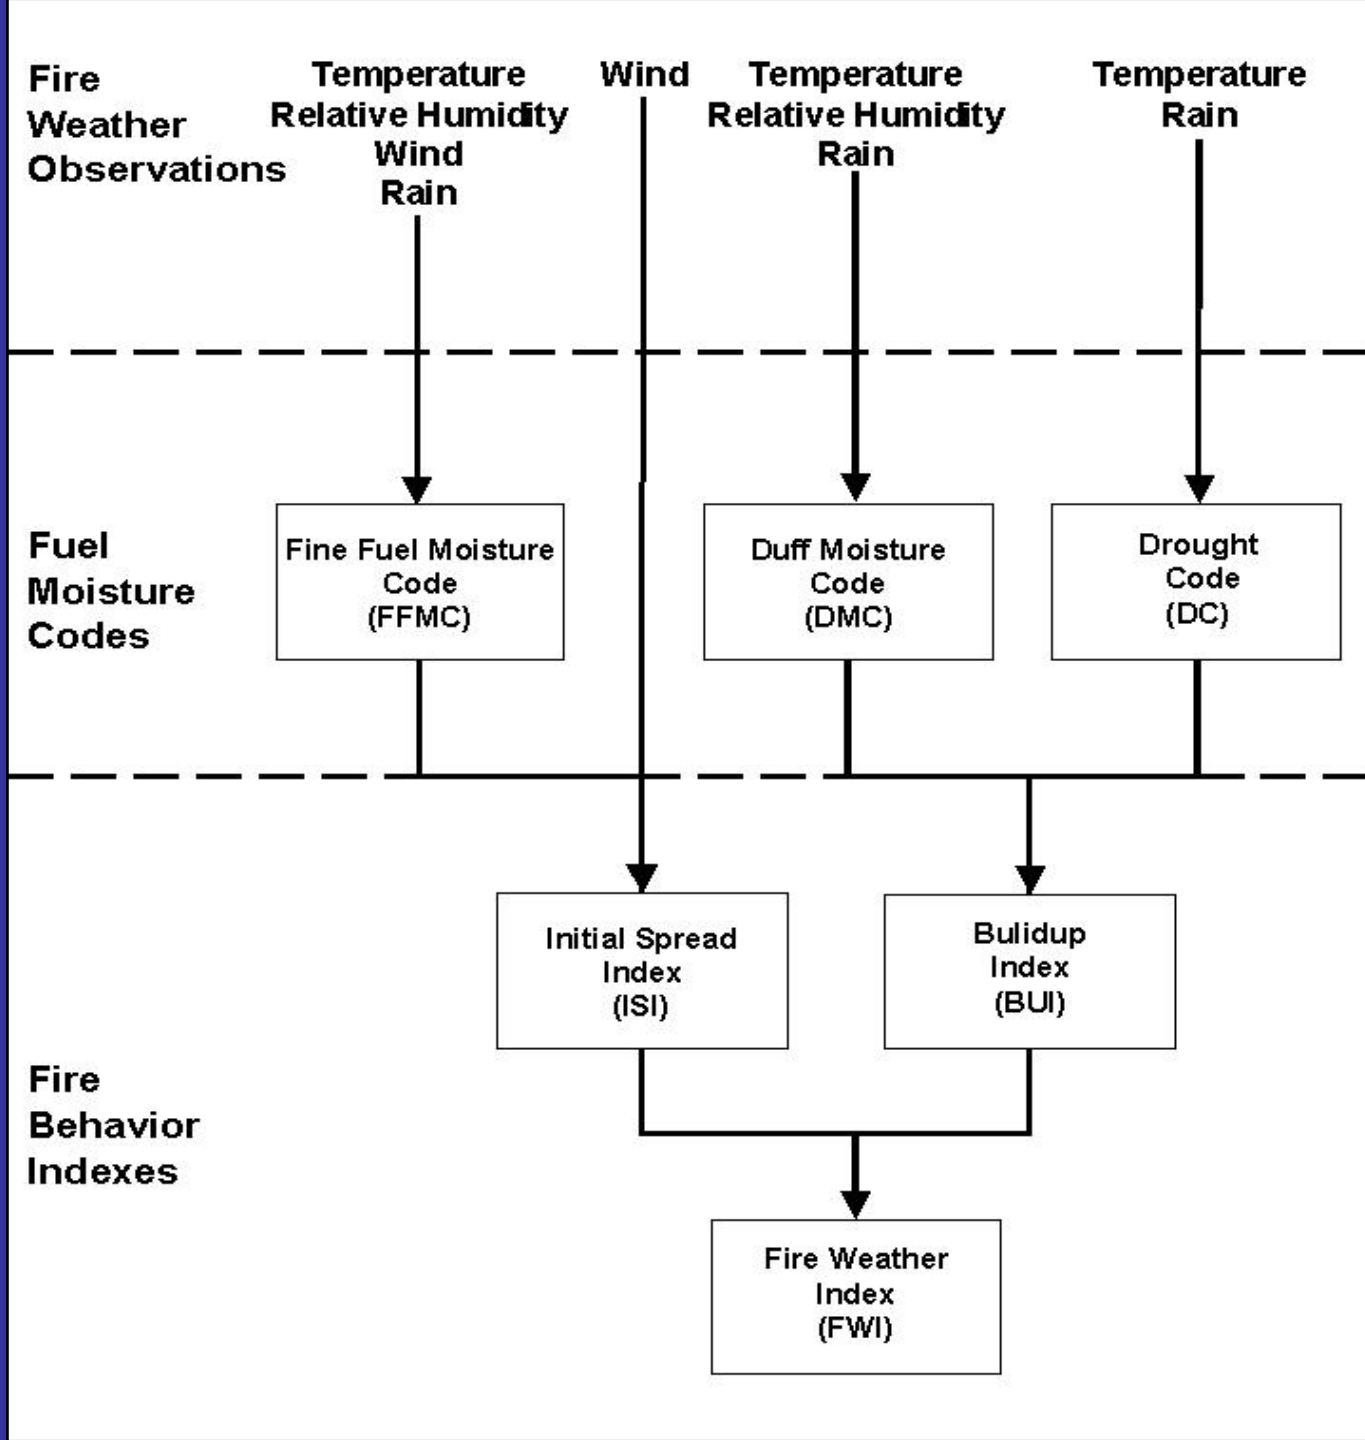 Fire
Weather
Observations
Temperature
Relative Humidity
Wind
Rain
Wind
Temperature
Relative Humidity
Rain
Temperature
Rain
Fuel
Moisture
Codes
Fine Fuel Moisture
Code
(FFMC)
Duff Moisture
Code
(DMC)
Drought
Code
(DC)
Fire
Behavior
Indexes
Initial Spread
Index
(ISI)
Bulidup
Index
(BUI)
Fire Weather
Index
(FWI)